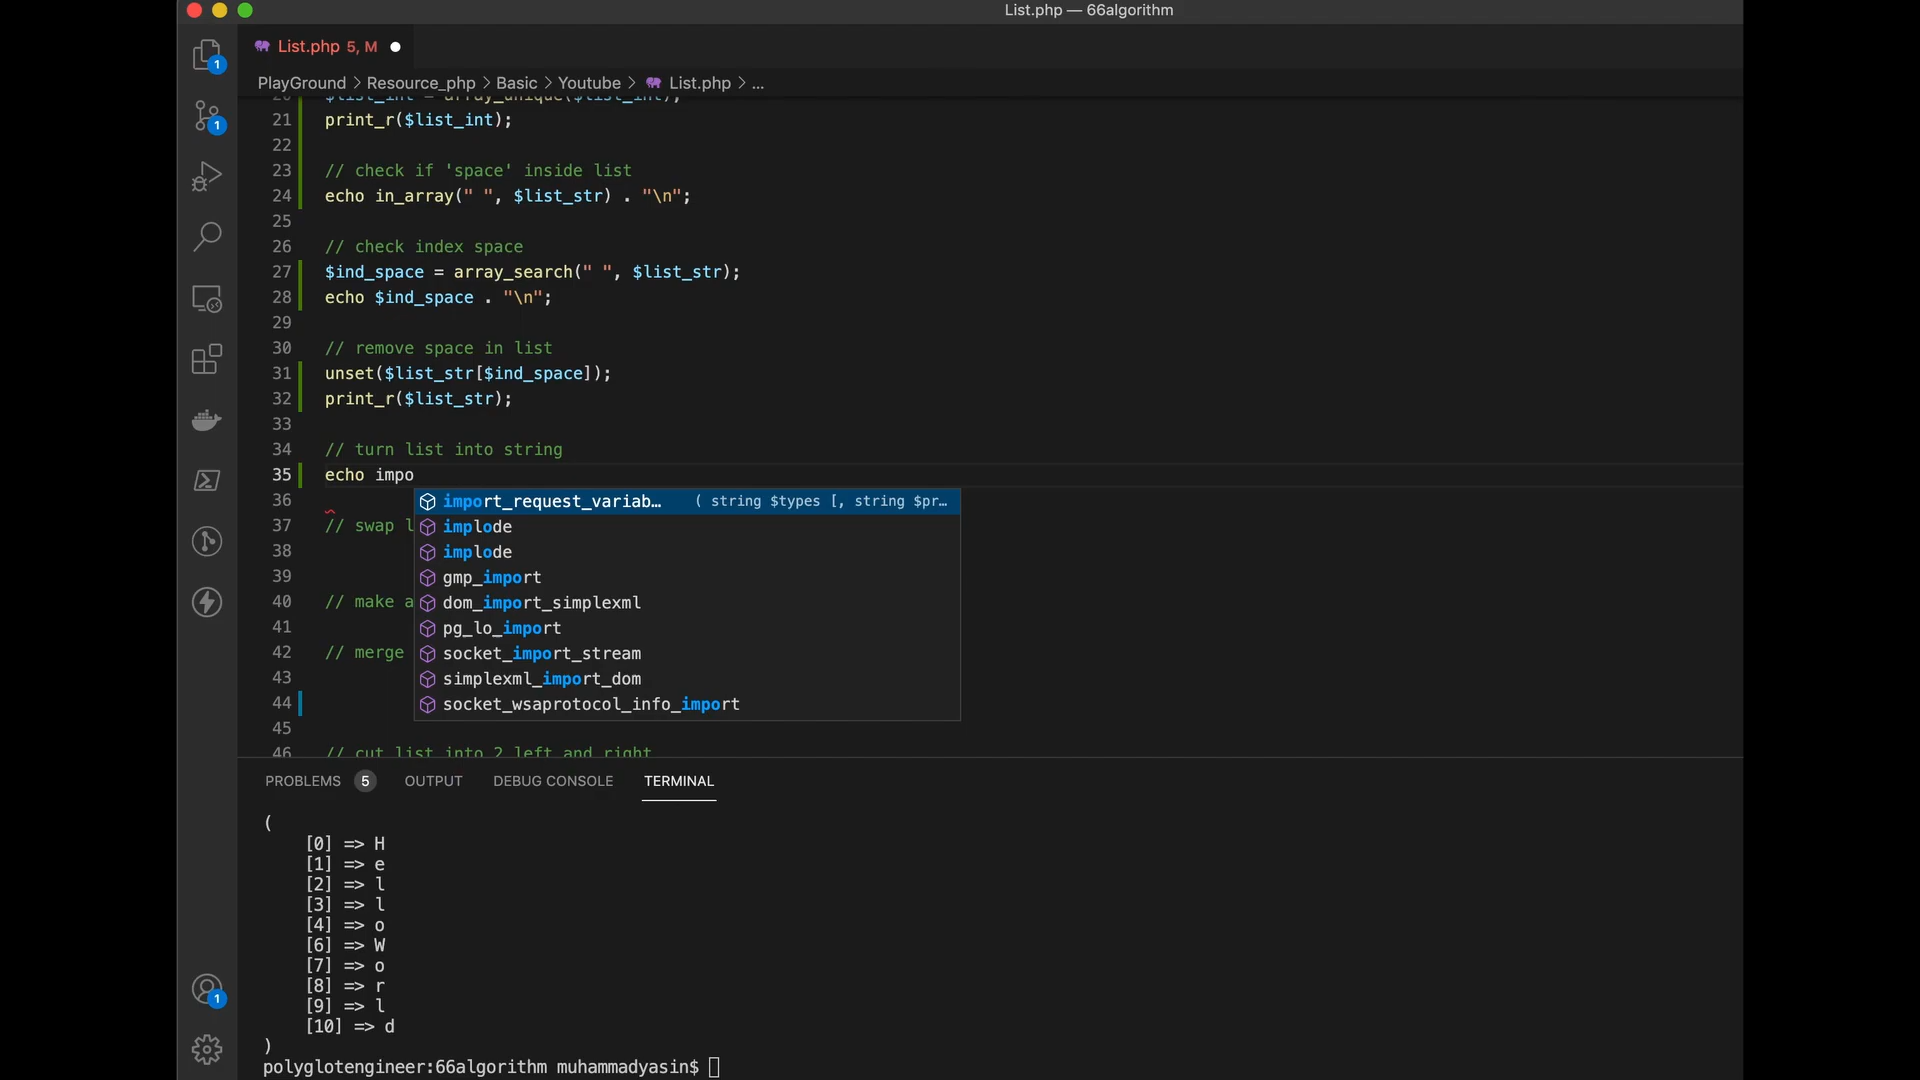 List.php — 66algorithm
List.php 5, M
PlayGround > Resource_php > Basic > Youtube > List.php > ...
20 $list_int = array_unique($list_int);
21 print_r($list_int);
22
23 // check if 'space' inside list
24 echo in_array(" ", $list_str) . "\n";
25
26 // check index space
27 $ind_space = array_search(" ", $list_str);
28 echo $ind_space . "\n";
29
30 // remove space in list
31 unset($list_str[$ind_space]);
32 print_r($list_str);
33
34 // turn list into string
35 echo impo
36 import_request_variab… ( string $types [, string $pr…
37 // swap l implode
38 implode
39 gmp_import
40 // make a dom_import_simplexml
41 pg_lo_import
42 // merge socket_import_stream
43 simplexml_import_dom
44 socket_wsaprotocol_info_import
45
46 // cut list into 2 left and right
PROBLEMS 5 OUTPUT DEBUG CONSOLE TERMINAL
(
[0] => H
[1] => e
[2] => l
[3] => l
[4] => o
[6] => W
[7] => o
[8] => r
[9] => l
[10] => d
)
polyglotengineer:66algorithm muhammadyasin$
1
1
1